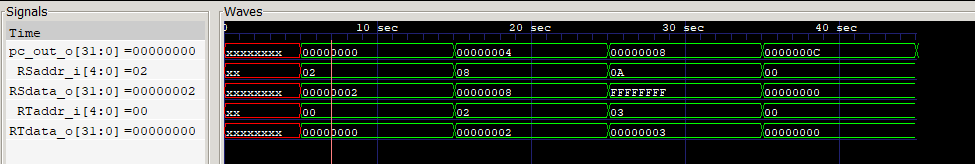 Signals Waves
Time 0 10 sec 20 sec 30 sec 40 sec
pc_out_o[31:0]=00000000 xxxxxxxx 00000000 00000004 00000008 0000000C
RSaddr_i[4:0]=02 xx 02 08 0A 00
RSdata_o[31:0]=00000002 xxxxxxxx 00000002 00000008 FFFFFFFF 00000000
RTaddr_i[4:0]=00 xx 00 02 03 00
RTdata_o[31:0]=00000000 xxxxxxxx 00000000 00000002 00000003 00000000